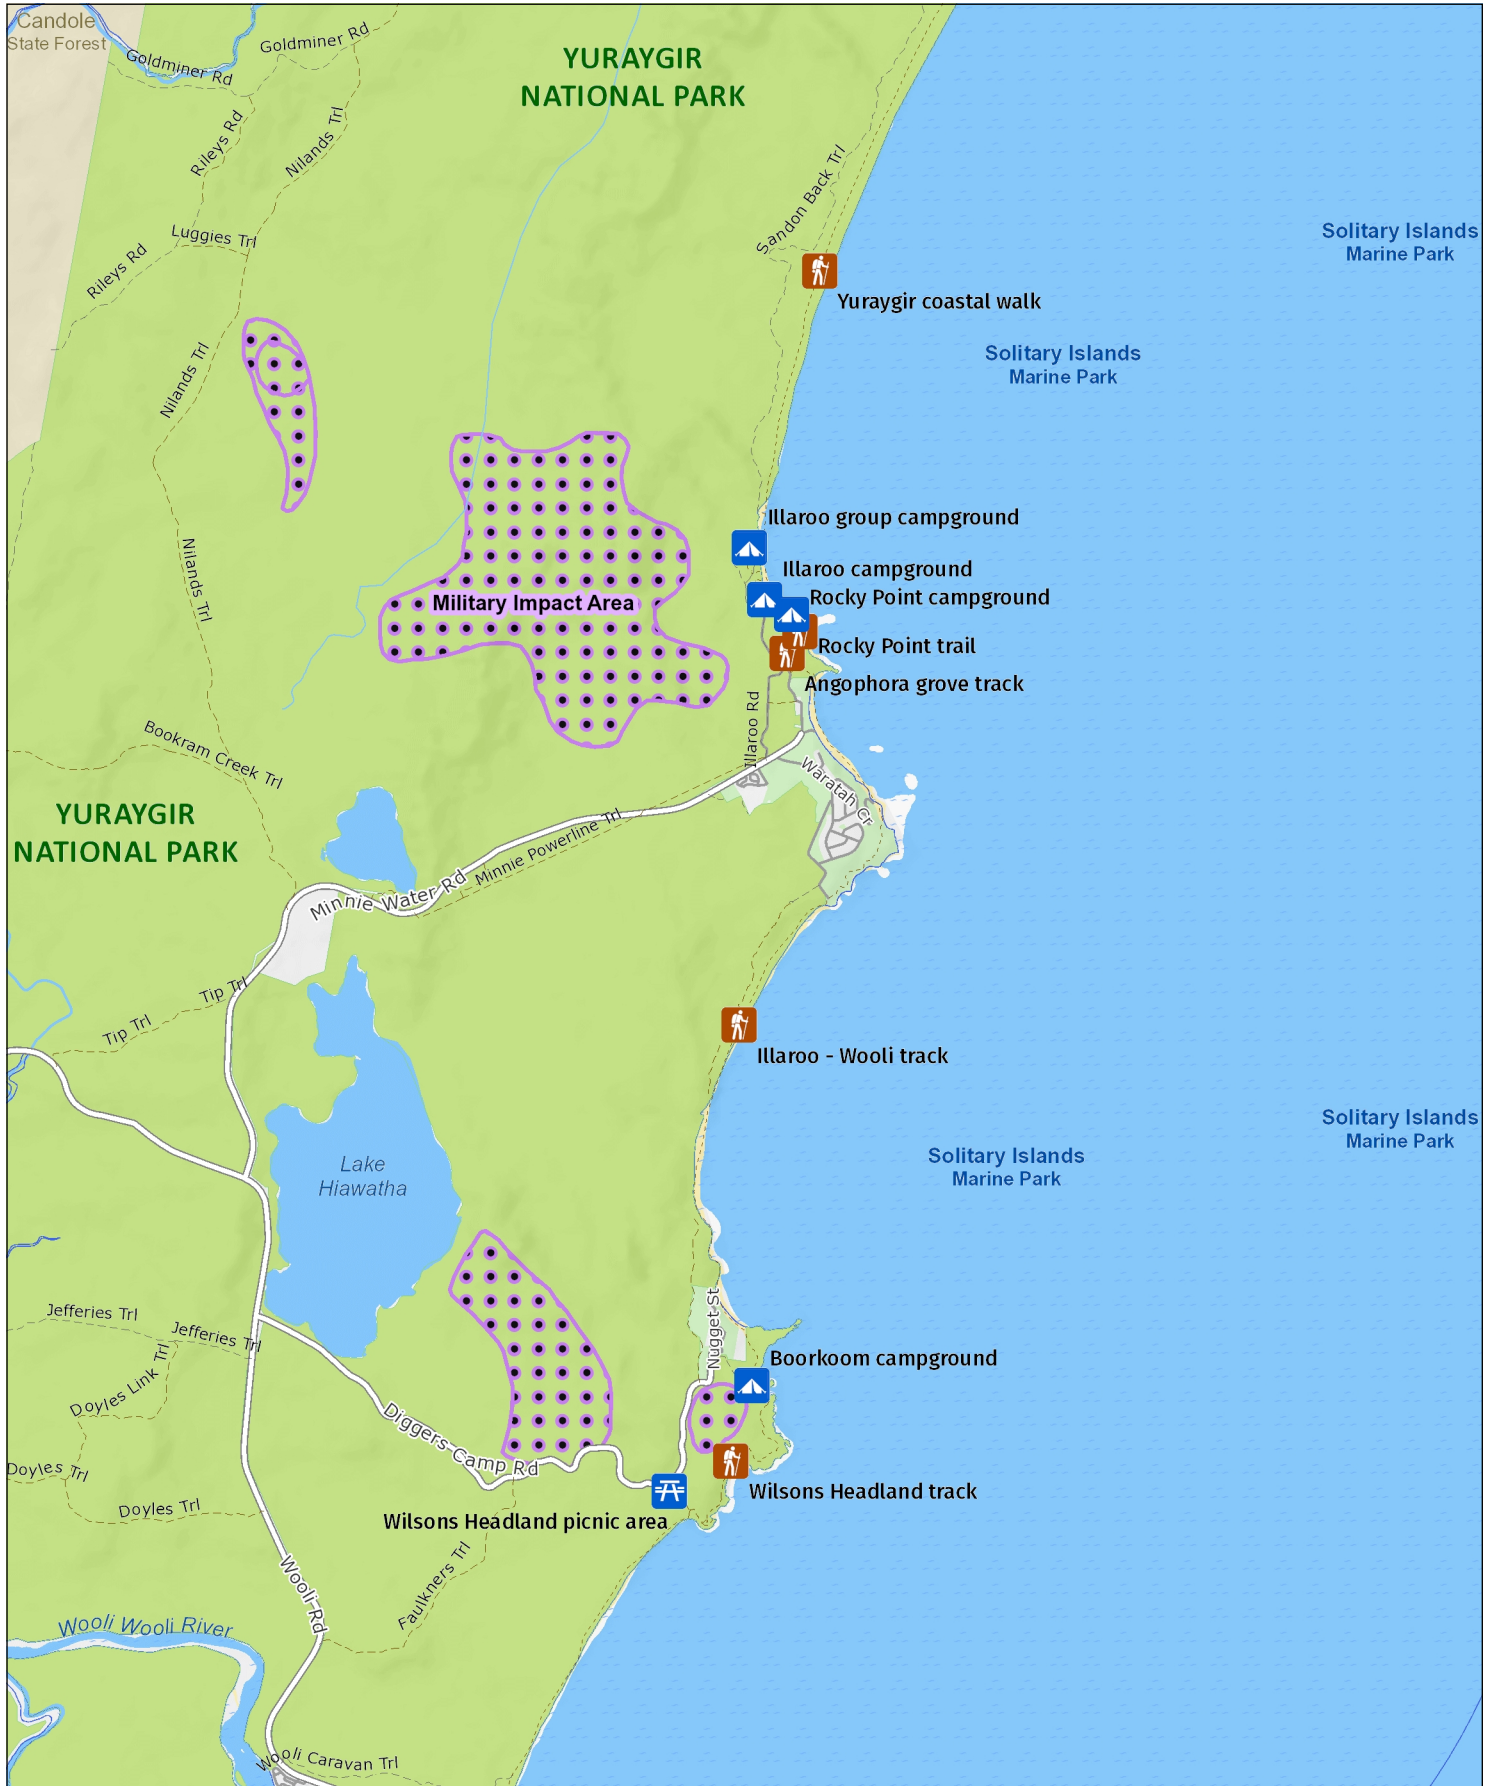 Candole
State Forest
Goldminer Rd
Goldminer Rd
YURAYGIR
NATIONAL PARK
Rileys Rd
Nilands Trl
Sandon Back Trl
Luggies Trl
Rileys Rd
Solitary Islands
Marine Park
Yuraygir coastal walk
Solitary Islands
Marine Park
Nilands Trl
Illaroo group campground
Nilands Trl
Illaroo campground
Rocky Point campground
Military Impact Area
Rocky Point trail
Angophora grove track
Illaroo Rd
Bookram Creek Trl
Waratah Cr
YURAYGIR
NATIONAL PARK
Minnie Powerline Trl
Minnie Water Rd
Tip Trl
Tip Trl
Illaroo - Wooli track
Solitary Islands
Marine Park
Solitary Islands
Marine Park
Lake
Hiawatha
Jefferies Trl
Jefferies Trl
Nugget St
Boorkoom campground
Doyles Link Trl
Diggers Camp Rd
Doyles Trl
Doyles Trl
Wilsons Headland track
Wilsons Headland picnic area
Faulkners Trl
Wooli Rd
Wooli Wooli River
Wooli Caravan Trl